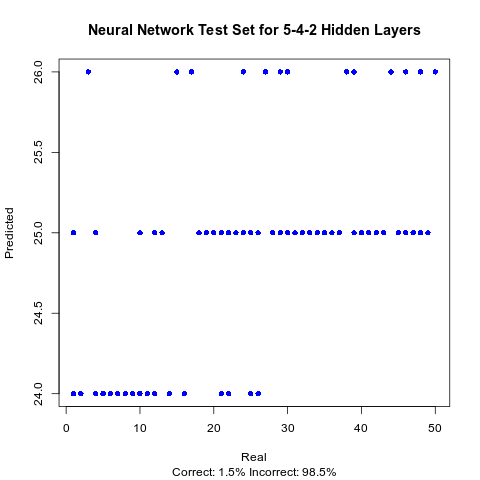 Neural Network Test Set for 5-4-2 Hidden Layers
26.0
25.5
25.0
24.5
24.0
Predicted
0 10 20 30 40 50
Real
Correct: 1.5% Incorrect: 98.5%